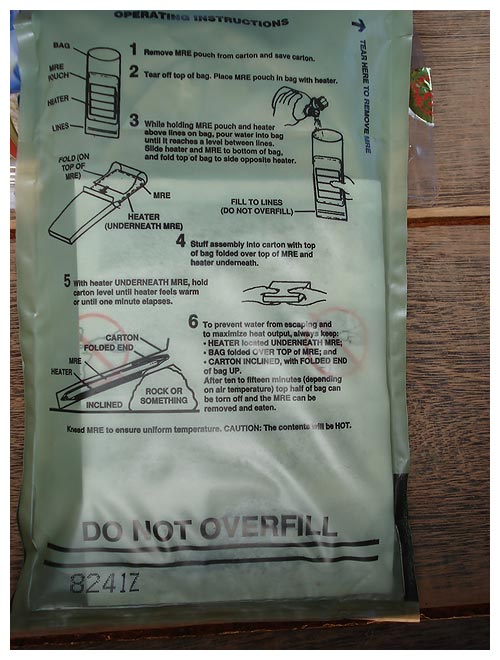 OPERATING INSTRUCTIONS
TEAR HERE TO REMOVE MRE
BAG
MRE
POUCH
HEATER
LINES
1 Remove MRE pouch from carton and save carton.
2 Tear off top of bag. Place MRE pouch in bag with heater.
3 While holding MRE pouch and heater
above lines on bag, pour water into bag
until it reaches a level between lines.
Slide heater and MRE to bottom of bag,
and fold top of bag to side opposite heater.
FOLD (ON
TOP OF
MRE)
MRE
HEATER
(UNDERNEATH MRE)
FILL TO LINES
(DO NOT OVERFILL)
4 Stuff assembly into carton with top
of bag folded over top of MRE and
heater underneath.
5 With heater UNDERNEATH MRE, hold
carton level until heater feels warm
or until one minute elapses.
CARTON
FOLDED END
MRE
HEATER
INCLINED
ROCK OR
SOMETHING
6 To prevent water from escaping and
to maximize heat output, always keep:
• HEATER located UNDERNEATH MRE;
• BAG folded OVER TOP of MRE; and
• CARTON INCLINED, with FOLDED END
of bag UP.
After ten to fifteen minutes (depending
on air temperature) top half of bag can
be torn off and the MRE can be
removed and eaten.
Knead MRE to ensure uniform temperature. CAUTION: The contents will be HOT.
DO NOT OVERFILL
8241Z